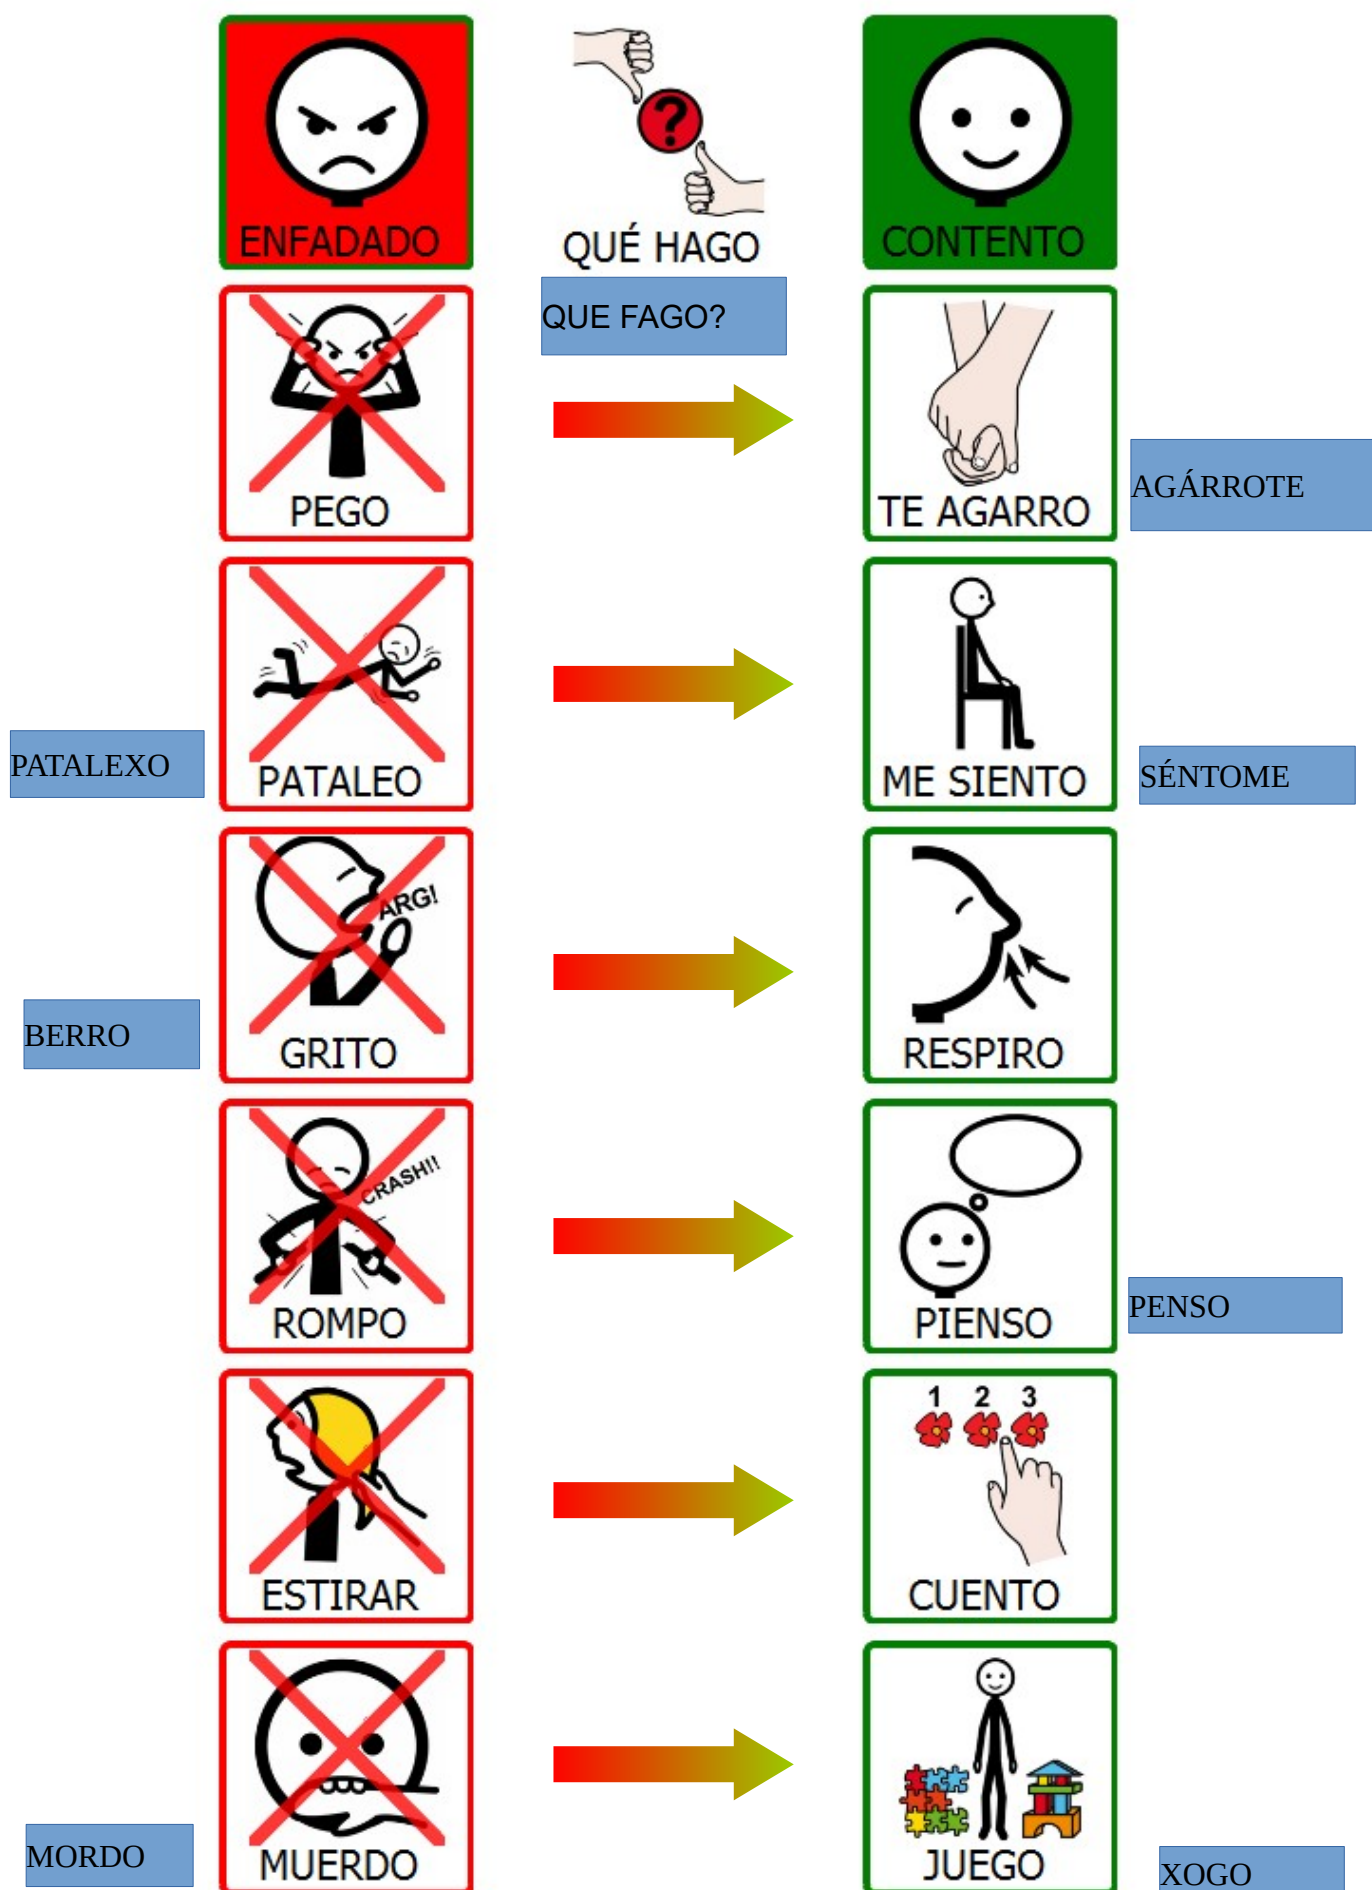 ENFADADO
QUÉ HAGO
CONTENTO
QUE FAGO?
PEGO
TE AGARRO
AGÁRROTE
PATALEXO
PATALEO
ME SIENTO
SÉNTOME
ARG!
BERRO
GRITO
RESPIRO
CRASH!!
ROMPO
PIENSO
PENSO
1 2 3
ESTIRAR
CUENTO
MORDO
MUERDO
JUEGO
XOGO